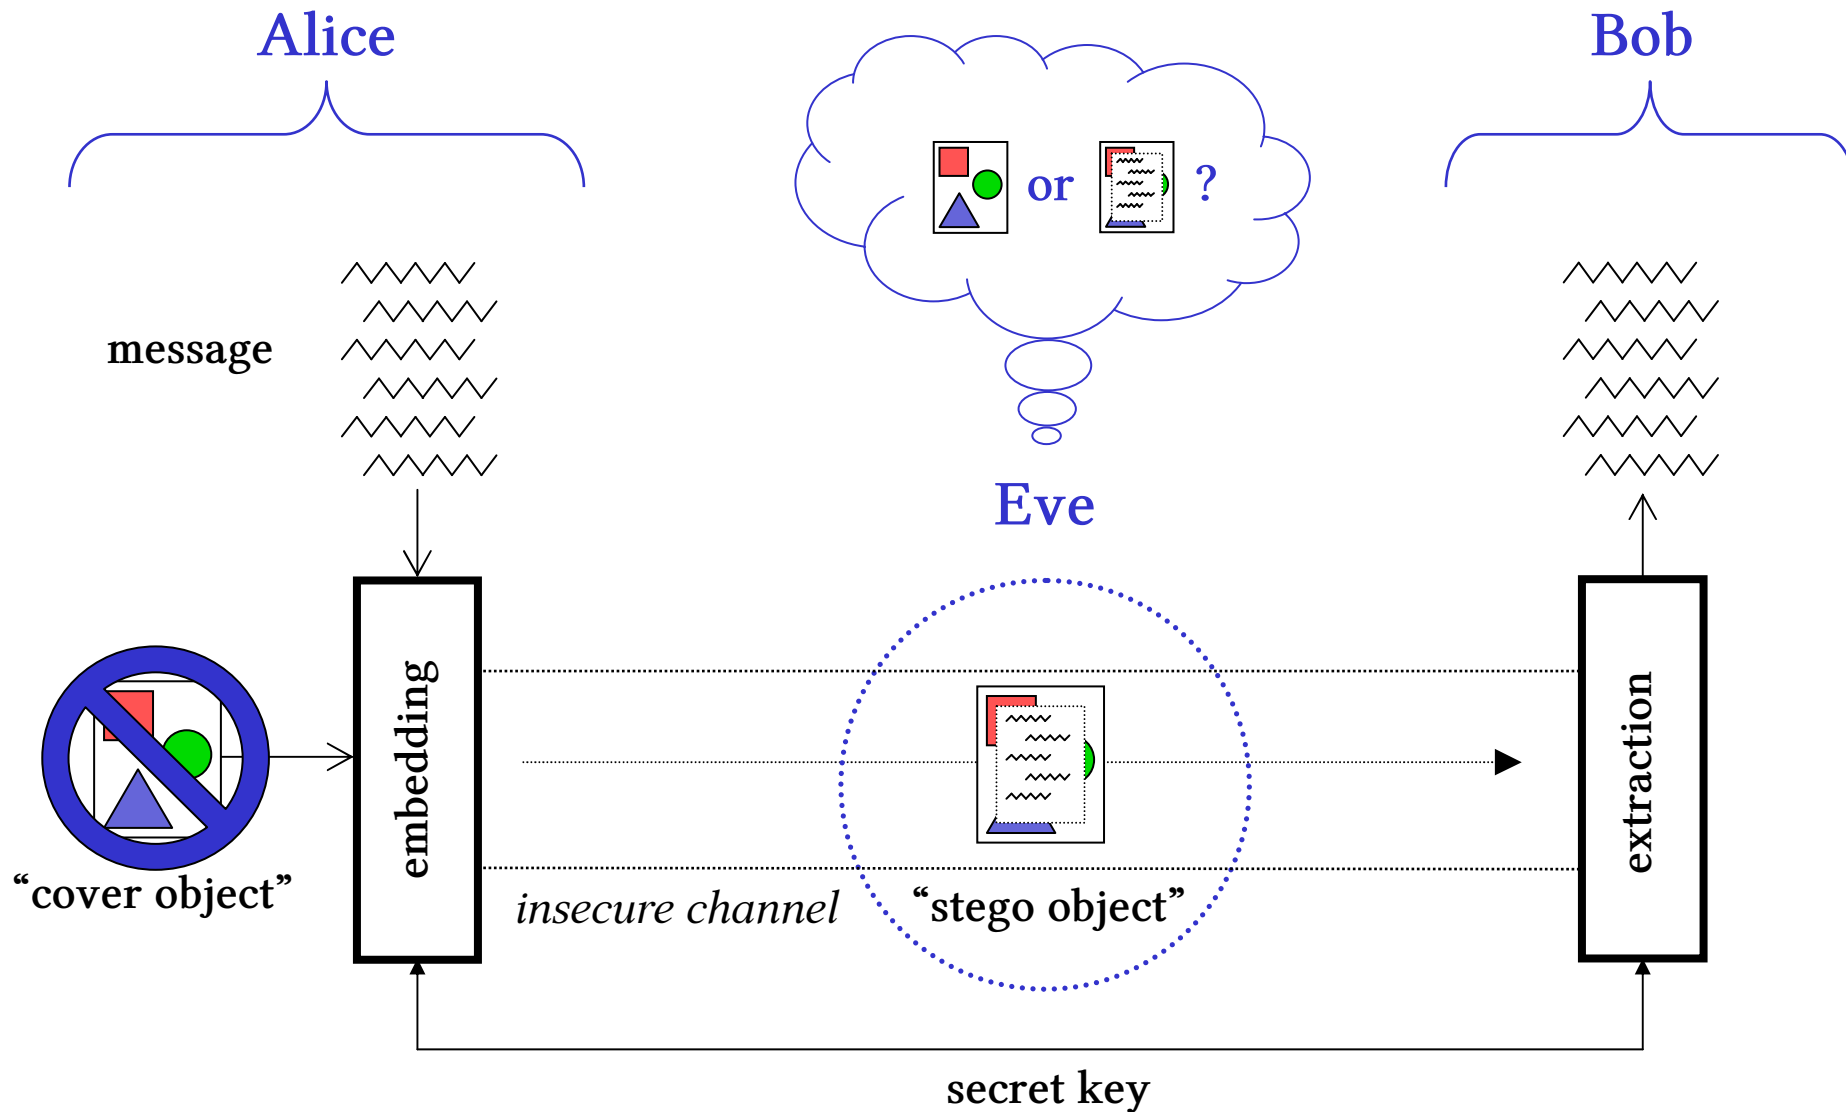 Alice
Bob
or ?
message
Eve
embedding
extraction
“cover object”
insecure channel
“stego object”
secret key